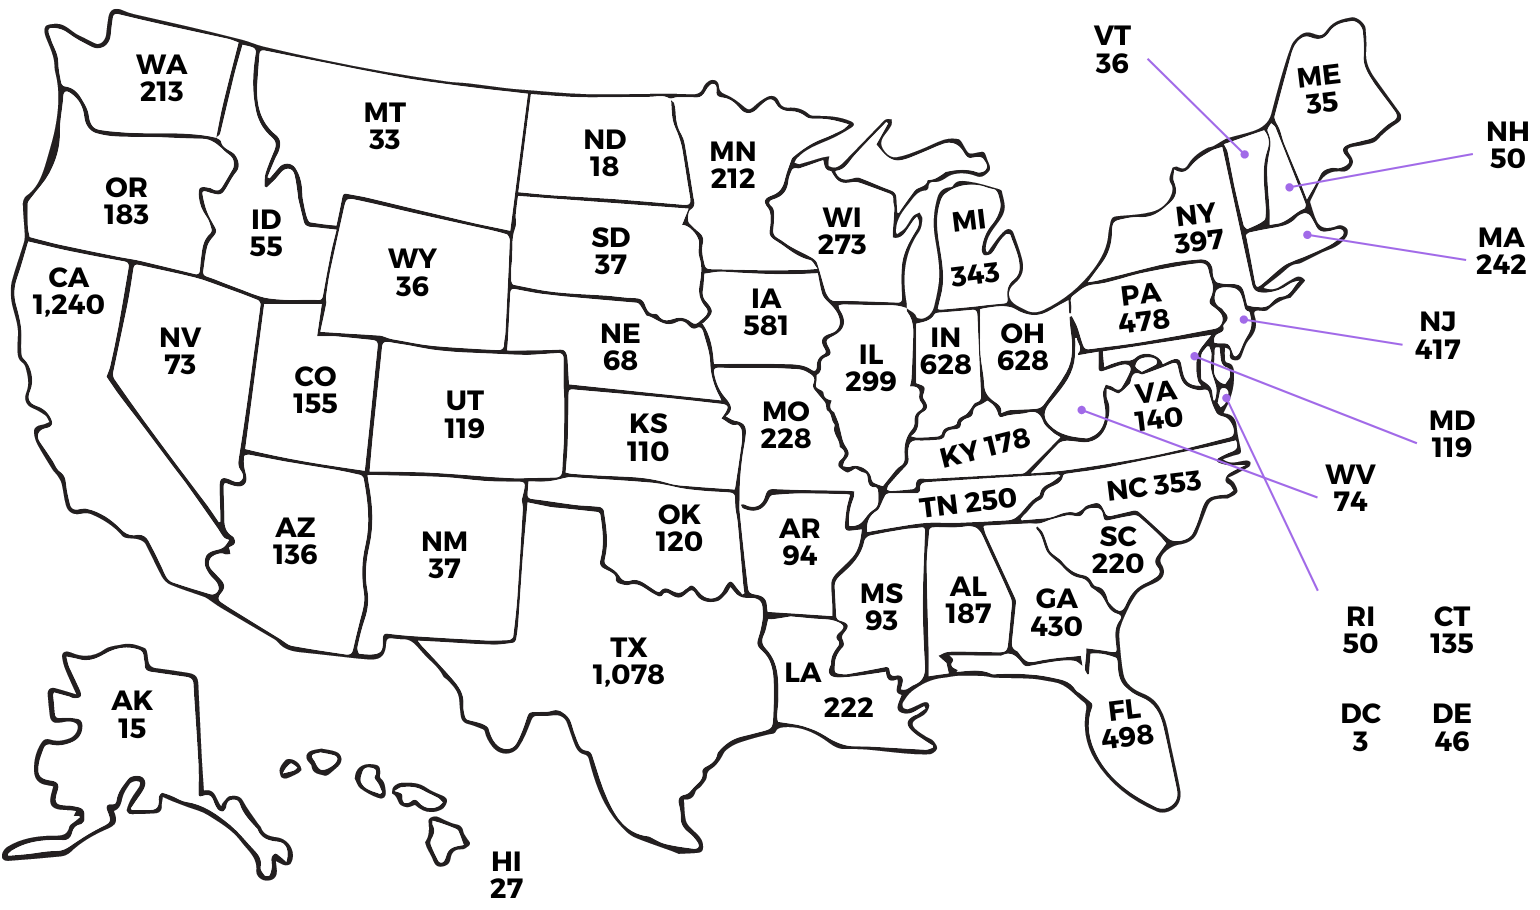 VT
36
ME
35
WA
213
MT
33
ND
18
MN
212
NH
50
OR
183
ID
55
WY
36
SD
37
WI
273
MI
343
NY
397
MA
242
CA
1,240
NV
73
CO
155
UT
119
NE
68
IA
581
IL
299
IN
628
OH
628
PA
478
NJ
417
KS
110
MO
228
KY 178
VA
140
MD
119
WV
74
AZ
136
NM
37
OK
120
AR
94
TN 250
NC 353
SC
220
TX
1,078
LA
222
MS
93
AL
187
GA
430
FL
498
RI
50
CT
135
DC
3
DE
46
AK
15
HI
27